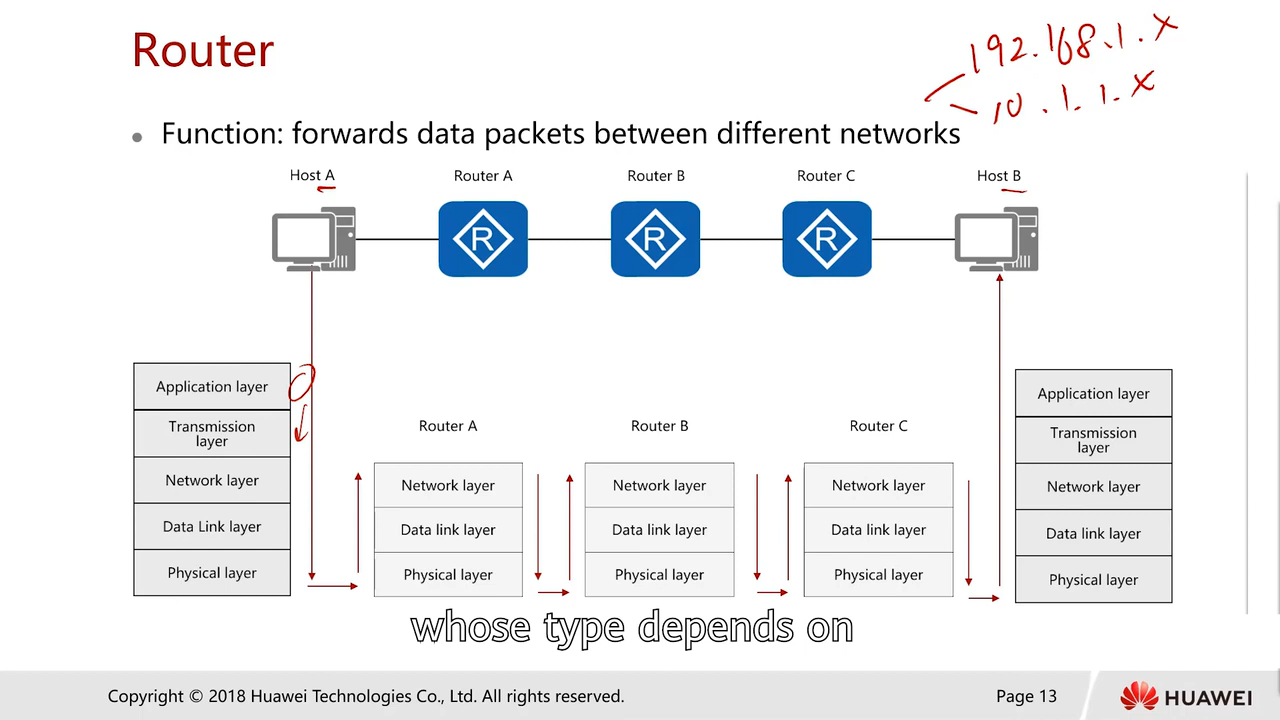 Router
192.168.1.X
10.1.1.X
Function: forwards data packets between different networks
Host A
Router A
Router B
Router C
Host B
R
R
R
Application layer
Transmission
layer
Network layer
Data Link layer
Physical layer
Router A
Network layer
Data link layer
Physical layer
Router B
Network layer
Data link layer
Physical layer
Router C
Network layer
Data link layer
Physical layer
Application layer
Transmission
layer
Network layer
Data link layer
Physical layer
whose type depends on
Copyright © 2018 Huawei Technologies Co., Ltd. All rights reserved.
Page 13
HUAWEI